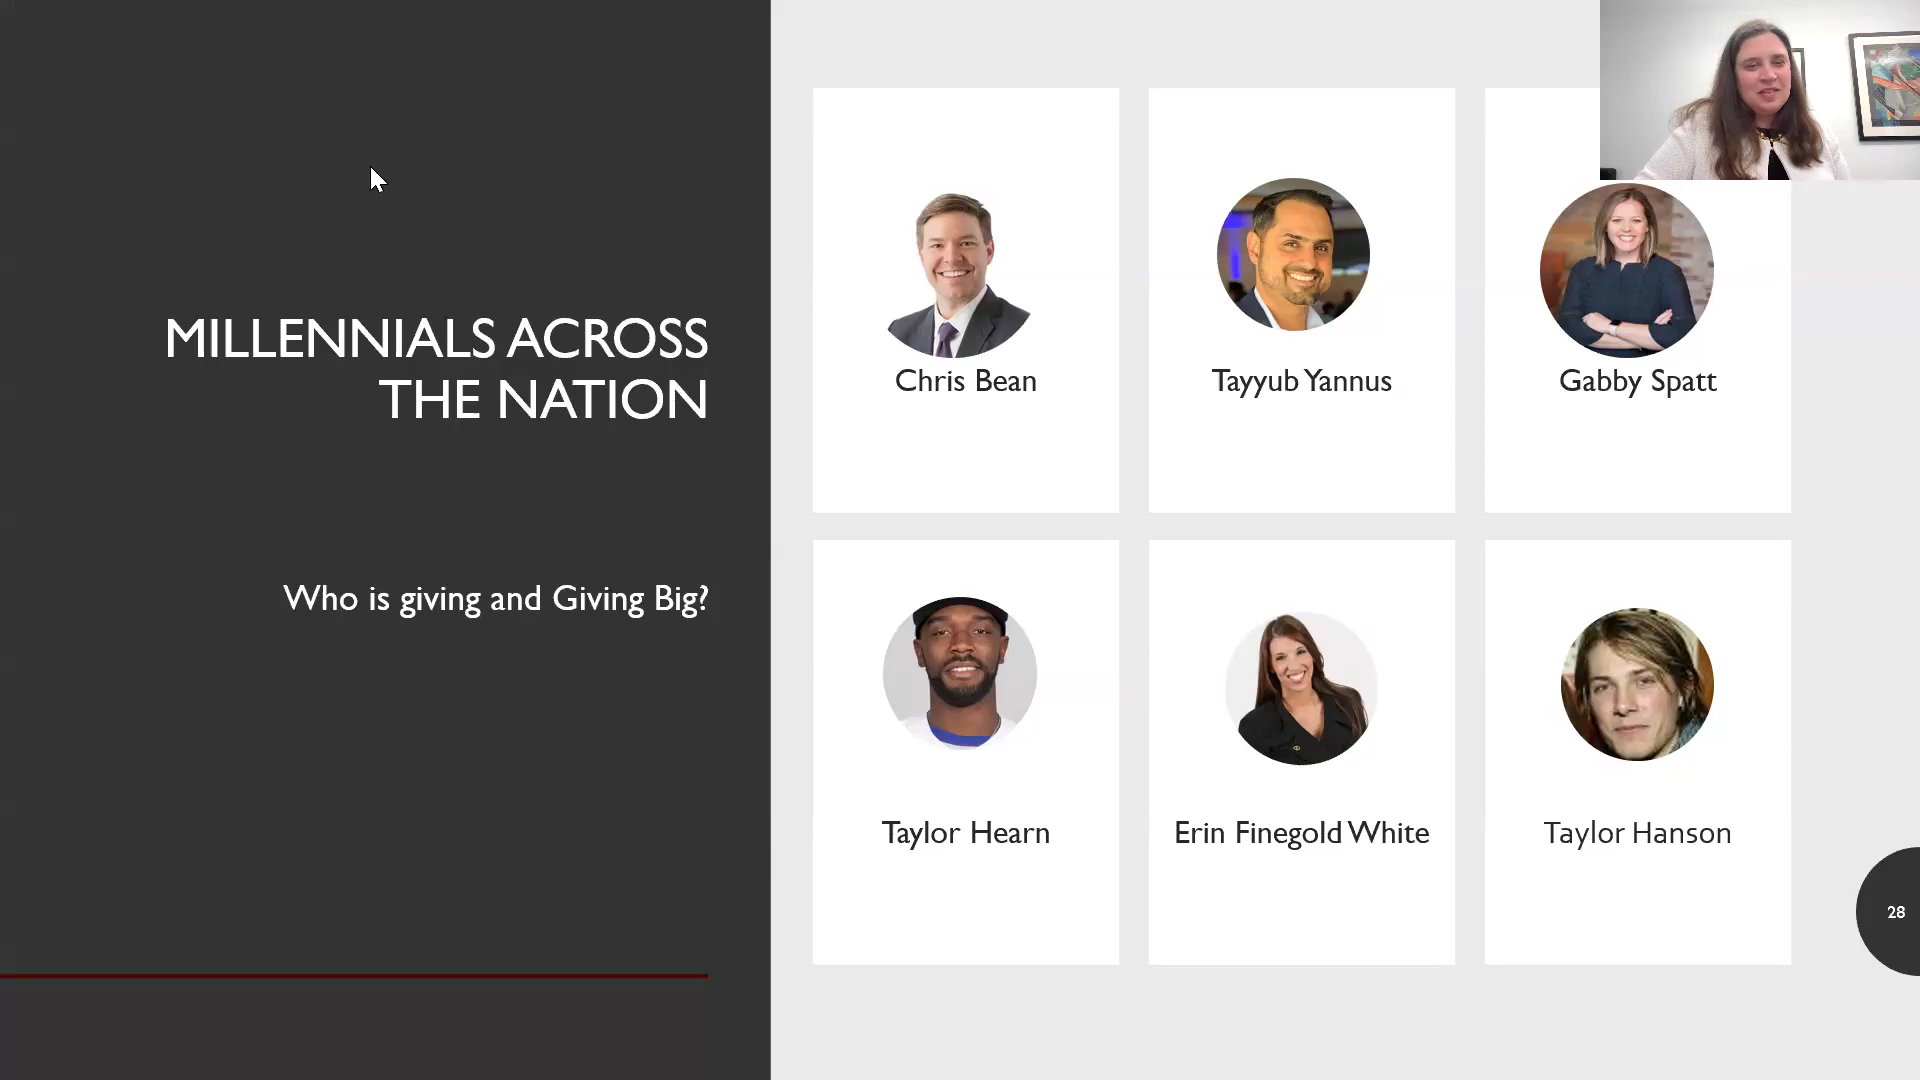 MILLENNIALS ACROSS
THE NATION
Who is giving and Giving Big?
Chris Bean
Tayyub Yannus
Gabby Spatt
Taylor Hearn
Erin Finegold White
Taylor Hanson
28